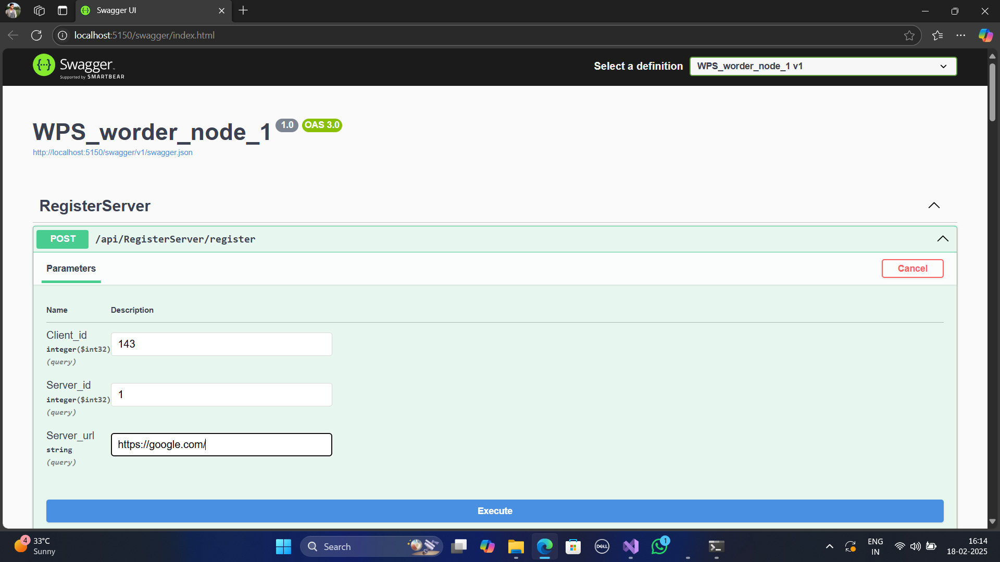 Swagger UI
localhost:5150/swagger/index.html
Swagger
Supported by SMARTBEAR
Select a definition
WPS_worder_node_1 v1
WPS_worder_node_1 1.0 OAS 3.0
http://localhost:5150/swagger/v1/swagger.json
RegisterServer
POST /api/RegisterServer/register
Parameters
Cancel
Name Description
Client_id
integer($int32)
(query)
143
Server_id
integer($int32)
(query)
1
Server_url
string
(query)
https://google.com/
Execute
4
33°C
Sunny
Search
DELL
1
ENG
IN
16:14
18-02-2025